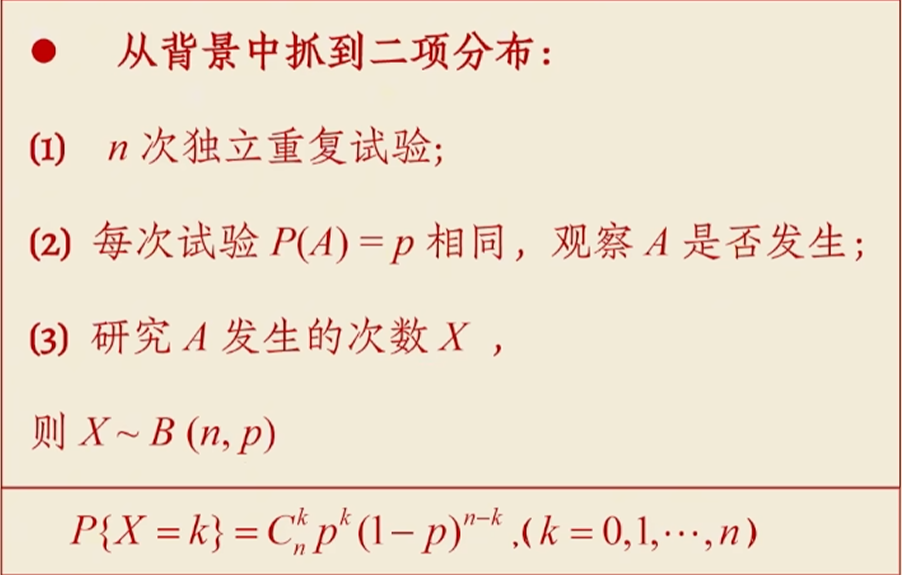 ● 从背景中抓到二项分布：
(1) n 次独立重复试验;
(2) 每次试验 P(A) = p 相同，观察 A 是否发生；
(3) 研究 A 发生的次数 X ，
则 X ~ B (n, p)
P{X = k} = C_n^k p^k (1 − p)^{n−k} ,( k = 0,1,⋯,n )